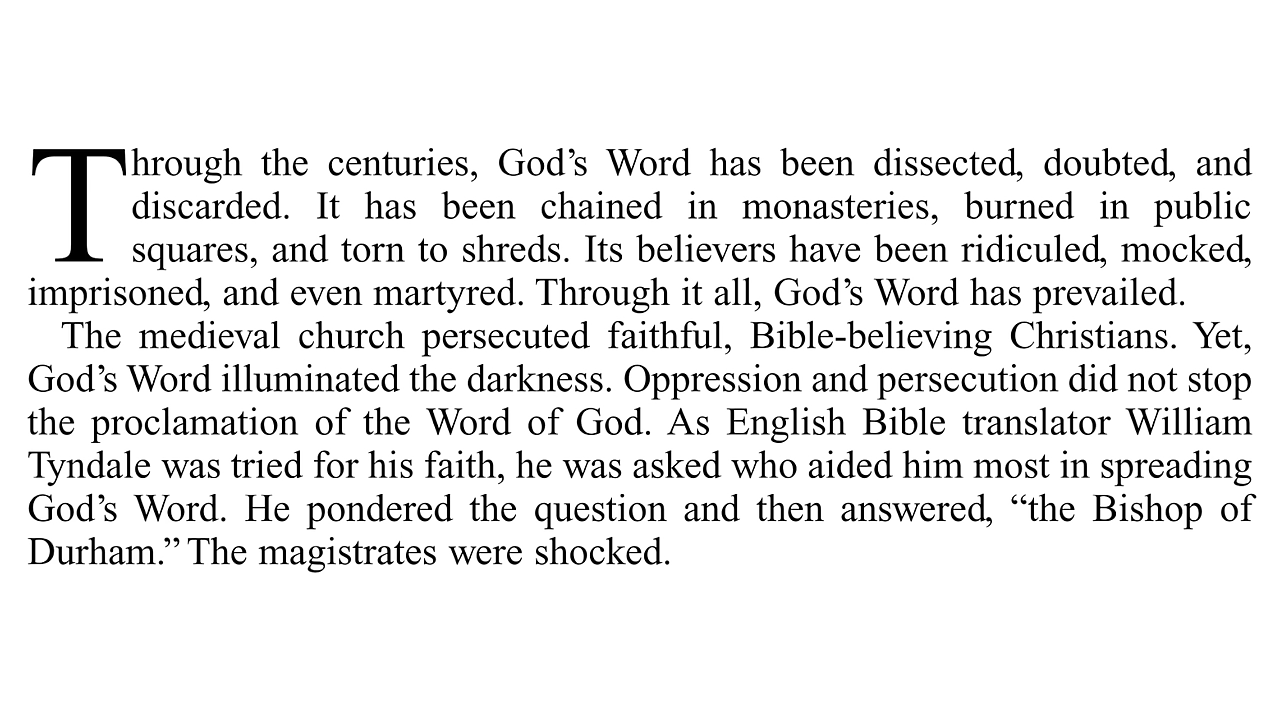 Through the centuries, God’s Word has been dissected, doubted, and
discarded. It has been chained in monasteries, burned in public
squares, and torn to shreds. Its believers have been ridiculed, mocked,
imprisoned, and even martyred. Through it all, God’s Word has prevailed.
The medieval church persecuted faithful, Bible-believing Christians. Yet,
God’s Word illuminated the darkness. Oppression and persecution did not stop
the proclamation of the Word of God. As English Bible translator William
Tyndale was tried for his faith, he was asked who aided him most in spreading
God’s Word. He pondered the question and then answered, “the Bishop of
Durham.” The magistrates were shocked.